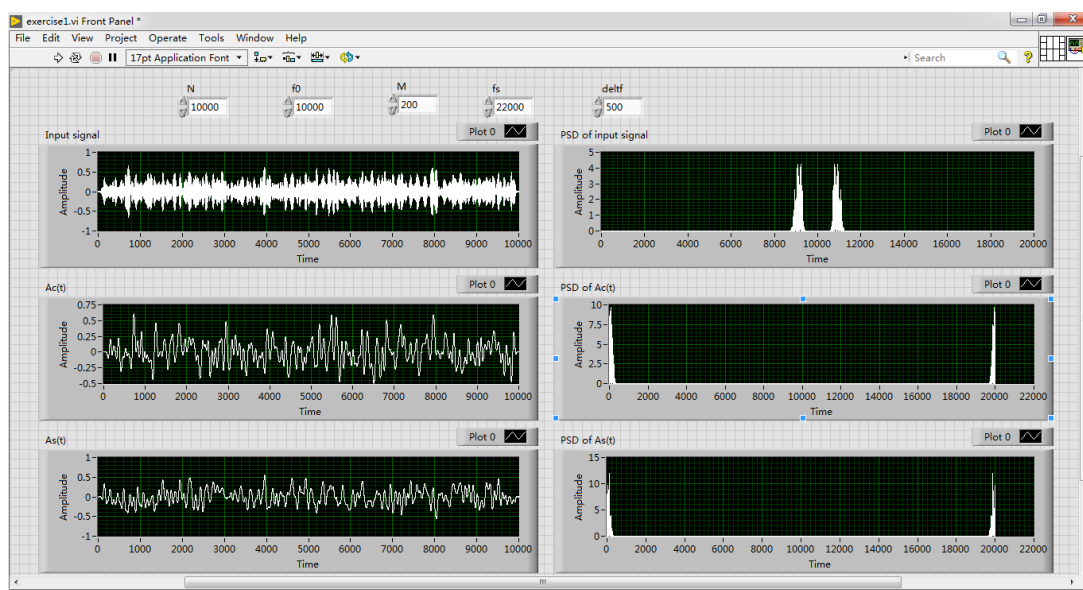 exercise1.vi Front Panel *
File Edit View Project Operate Tools Window Help
17pt Application Font
Search
N f0 M fs deltf
10000 10000 200 22000 500
Input signal
Plot 0
1
0.5
0
-0.5
-1
Amplitude
0 1000 2000 3000 4000 5000 6000 7000 8000 9000 10000
Time
PSD of input signal
Plot 0
5
4
3
2
1
0
Amplitude
0 2000 4000 6000 8000 10000 12000 14000 16000 18000 20000
Time
Ac(t)
Plot 0
0.75
0.5
0.25
0
-0.25
-0.5
Amplitude
0 1000 2000 3000 4000 5000 6000 7000 8000 9000 10000
Time
PSD of Ac(t)
Plot 0
10
7.5
5
2.5
0
Amplitude
0 2000 4000 6000 8000 10000 12000 14000 16000 18000 20000 22000
Time
As(t)
Plot 0
1
0.5
0
-0.5
-1
Amplitude
0 1000 2000 3000 4000 5000 6000 7000 8000 9000 10000
Time
PSD of As(t)
Plot 0
15
10
5
0
Amplitude
0 2000 4000 6000 8000 10000 12000 14000 16000 18000 20000 22000
Time